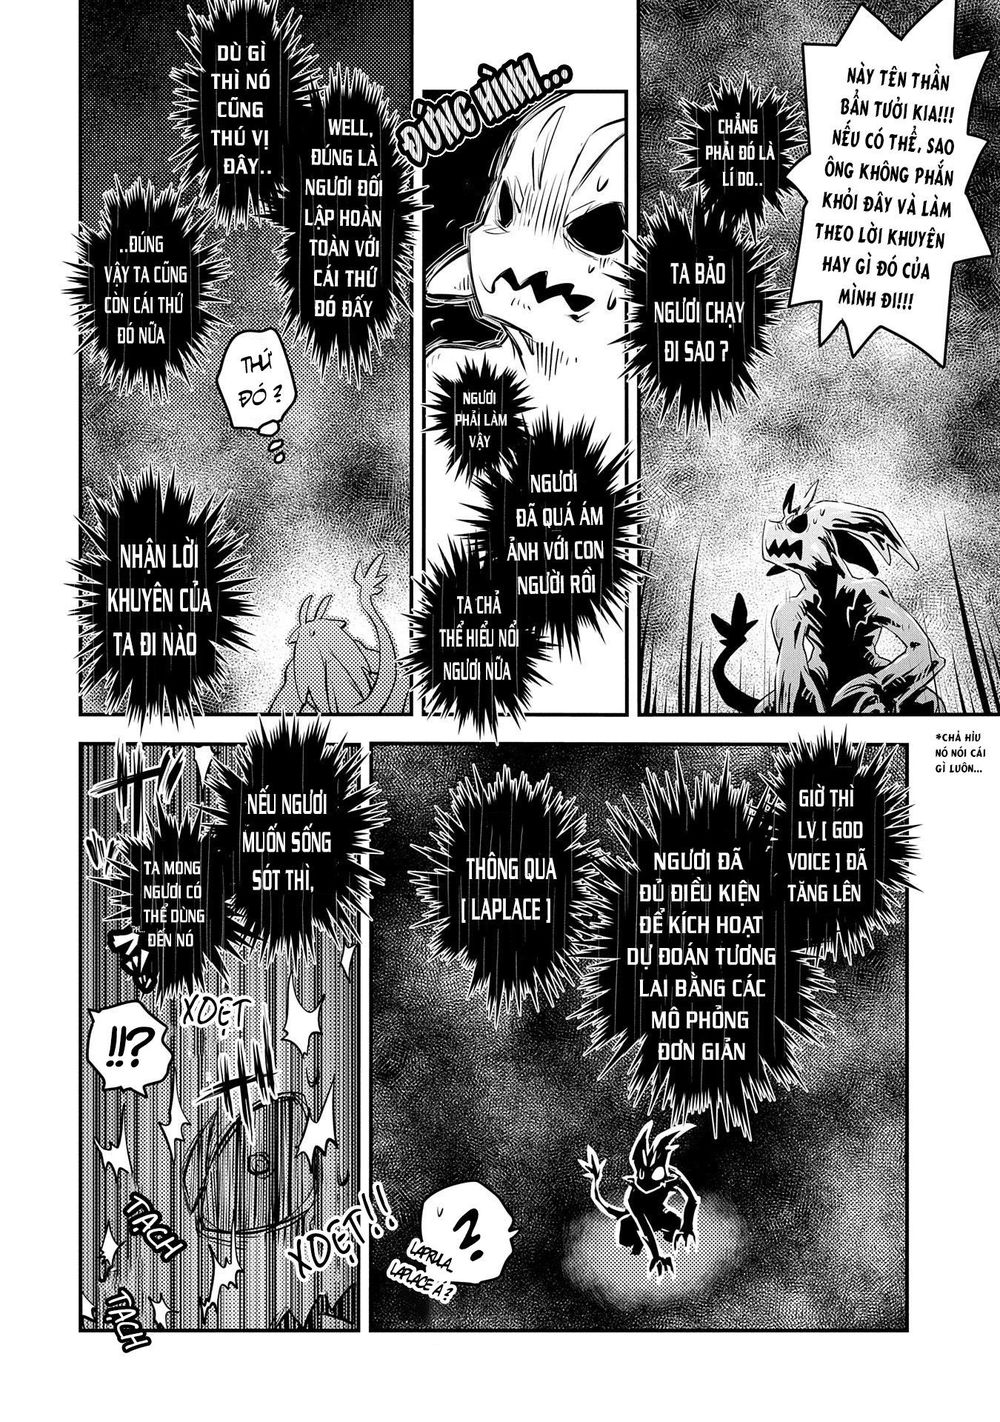 NÀY TÊN THẦN
BẨN TƯỞI KIA!!!
NẾU CÓ THỂ, SAO
ÔNG KHÔNG PHẮN
KHỎI ĐÂY VÀ LÀM
THEO LỜI KHUYÊN
HAY GÌ ĐÓ CỦA
MÌNH ĐI!!!
CHẲNG
PHẢI ĐÓ LÀ
LÍ DO..
TA BẢO
NGƯƠI CHẠY
ĐI SAO ?
*CHẢ HỈU
NÓ NÓI CÁI
GÌ LUÔN...
ĐỨNG HÌNH...
NGƯƠI
PHẢI LÀM
VẬY
NGƯƠI
ĐÃ QUÁ ÁM
ẢNH VỚI CON
NGƯỜI RỒI
TA CHẢ
THỂ HIỂU NỔI
NGƯƠI NỮA
WELL,
ĐÚNG LÀ
NGƯƠI ĐỐI
LẬP HOÀN
TOÀN VỚI
CÁI THỨ
ĐÓ ĐẤY
DÙ GÌ
THÌ NÓ
CŨNG
THÚ VỊ
ĐÂY..
..ĐÚNG
VẬY TA CŨNG
CÒN CÁI THỨ
ĐÓ NỮA
THỨ
ĐÓ ?
NHẬN LỜI
KHUYÊN CỦA
TA ĐI NÀO
GIỜ THÌ
LV [ GOD
VOICE ] ĐÃ
TĂNG LÊN
NGƯƠI ĐÃ
ĐỦ ĐIỀU KIỆN
ĐỂ KÍCH HOẠT
DỰ ĐOÁN TƯƠNG
LAI BẰNG CÁC
MÔ PHỎNG
ĐƠN GIẢN
THÔNG QUA
[ LAPLACE ]
?
LAPRULA...
LAPLACE Á ?
NẾU NGƯƠI
MUỐN SỐNG
SÓT THÌ,
TA MONG
NGƯƠI CÓ
THỂ DÙNG
ĐẾN NÓ
XOẸT
!!?
XOẸT!!
TẠCH
TẠCH